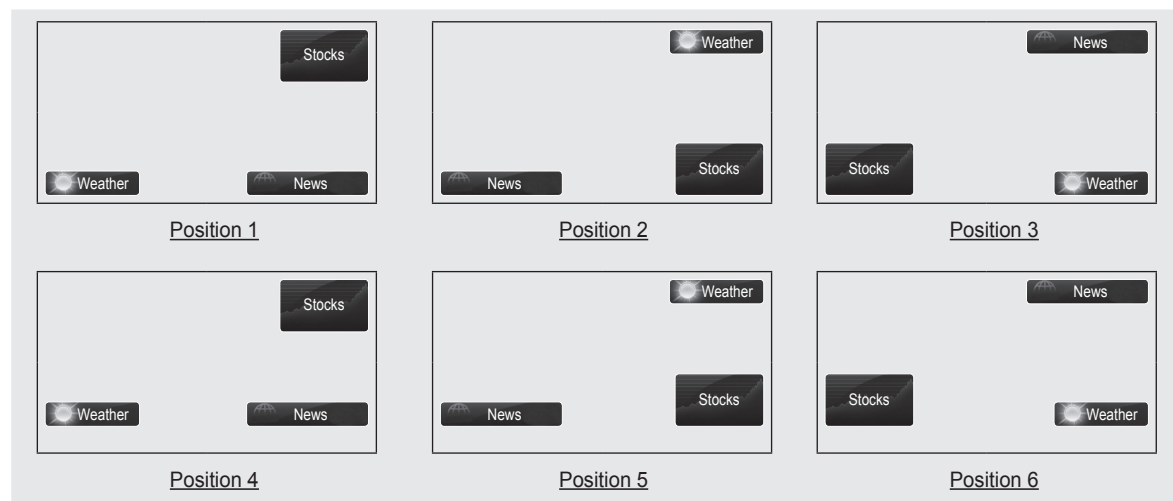 Stocks
Weather
News
Position 1
Weather
News
Stocks
Position 2
News
Stocks
Weather
Position 3
Stocks
Weather
News
Position 4
Weather
News
Stocks
Position 5
News
Stocks
Weather
Position 6